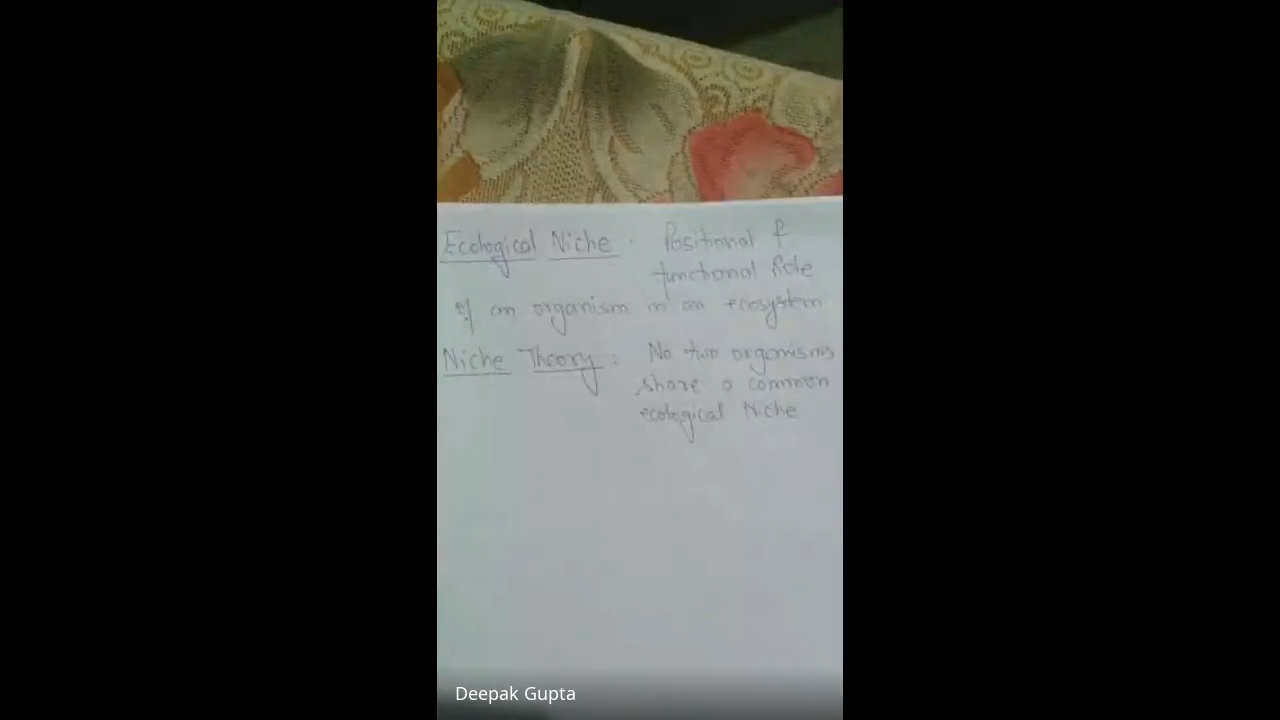 Ecological Niche : Positional &
functional Role
of an organism in an ecosystem
Niche Theory : No two organisms
share a common
ecological Niche
Deepak Gupta